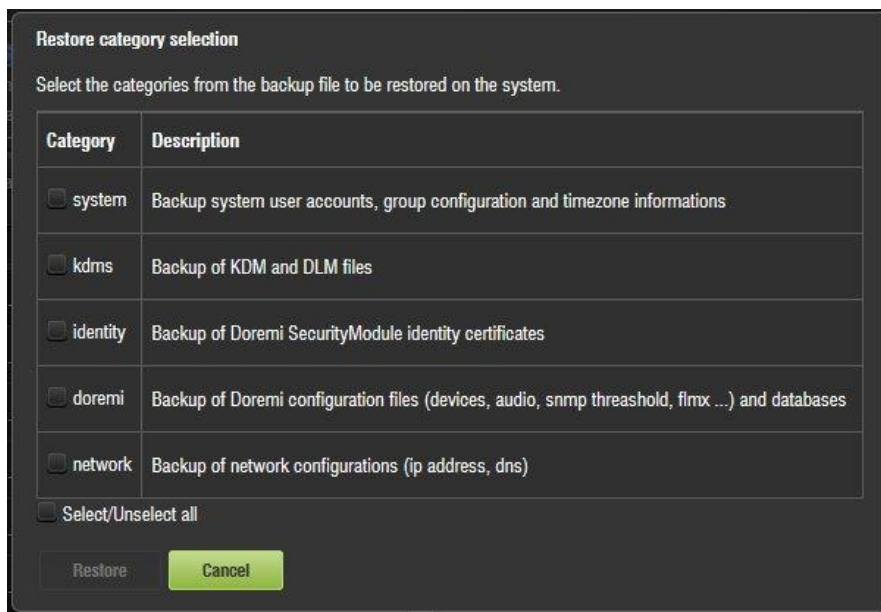 Restore category selection
Select the categories from the backup file to be restored on the system.
Category Description
system Backup system user accounts, group configuration and timezone informations
kdms Backup of KDM and DLM files
identity Backup of Doremi SecurityModule identity certificates
doremi Backup of Doremi configuration files (devices, audio, snmp threashold, flmx ...) and databases
network Backup of network configurations (ip address, dns)
Select/Unselect all
Restore Cancel